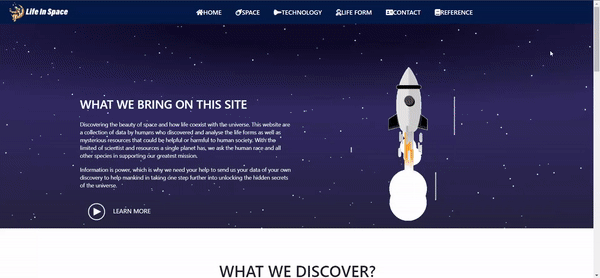 Life In Space
HOME SPACE TECHNOLOGY LIFE FORM CONTACT REFERENCE
WHAT WE BRING ON THIS SITE
Discovering the beauty of space and how life coexist with the universe. This website are
a collection of data by humans who discovered and analyse the life forms as well as
mysterious resources that could be helpful or harmful to human society. With the
limited of scientist and resources a single planet has, we ask the human race and all
other species in supporting our greatest mission.
Information is power, which is why we need your help to send us your data of your own
discovery to help mankind in taking one step further into unlocking the hidden secrets
of the universe.
LEARN MORE
WHAT WE DISCOVER?